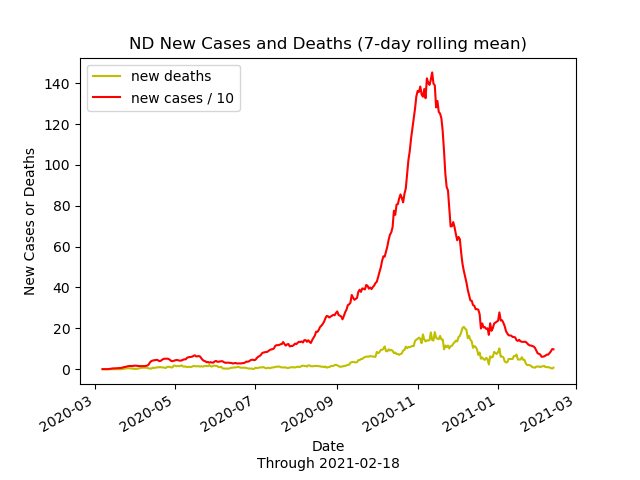 ND New Cases and Deaths (7-day rolling mean)
new deaths
new cases / 10
New Cases or Deaths
140
120
100
80
60
40
20
0
2020-03
2020-05
2020-07
2020-09
2020-11
2021-01
2021-03
Date
Through 2021-02-18